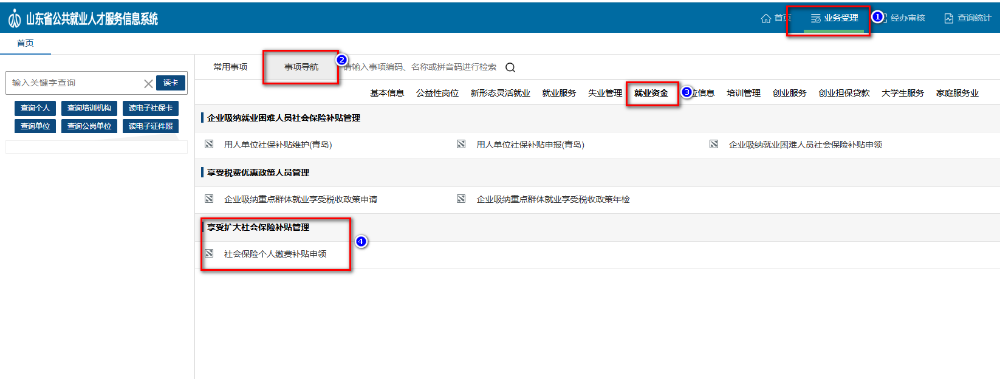 山东省公共就业人才服务信息系统
首页
业务受理
1
经办审核
查询统计
首页
常用事项
事项导航
2
请输入事项编码、名称或拼音码进行检索
输入关键字查询
读卡
基本信息
公益性岗位
新形态灵活就业
就业服务
失业管理
就业资金
3
位信息
培训管理
创业服务
创业担保贷款
大学生服务
家庭服务业
查询个人
查询培训机构
读电子社保卡
查询单位
查询公岗单位
读电子证件照
企业吸纳就业困难人员社会保险补贴管理
用人单位社保补贴维护(青岛)
用人单位社保补贴申报(青岛)
企业吸纳就业困难人员社会保险补贴申领
享受税费优惠政策人员管理
企业吸纳重点群体就业享受税收政策申请
企业吸纳重点群体就业享受税收政策年检
享受扩大社会保险补贴管理
4
社会保险个人缴费补贴申领